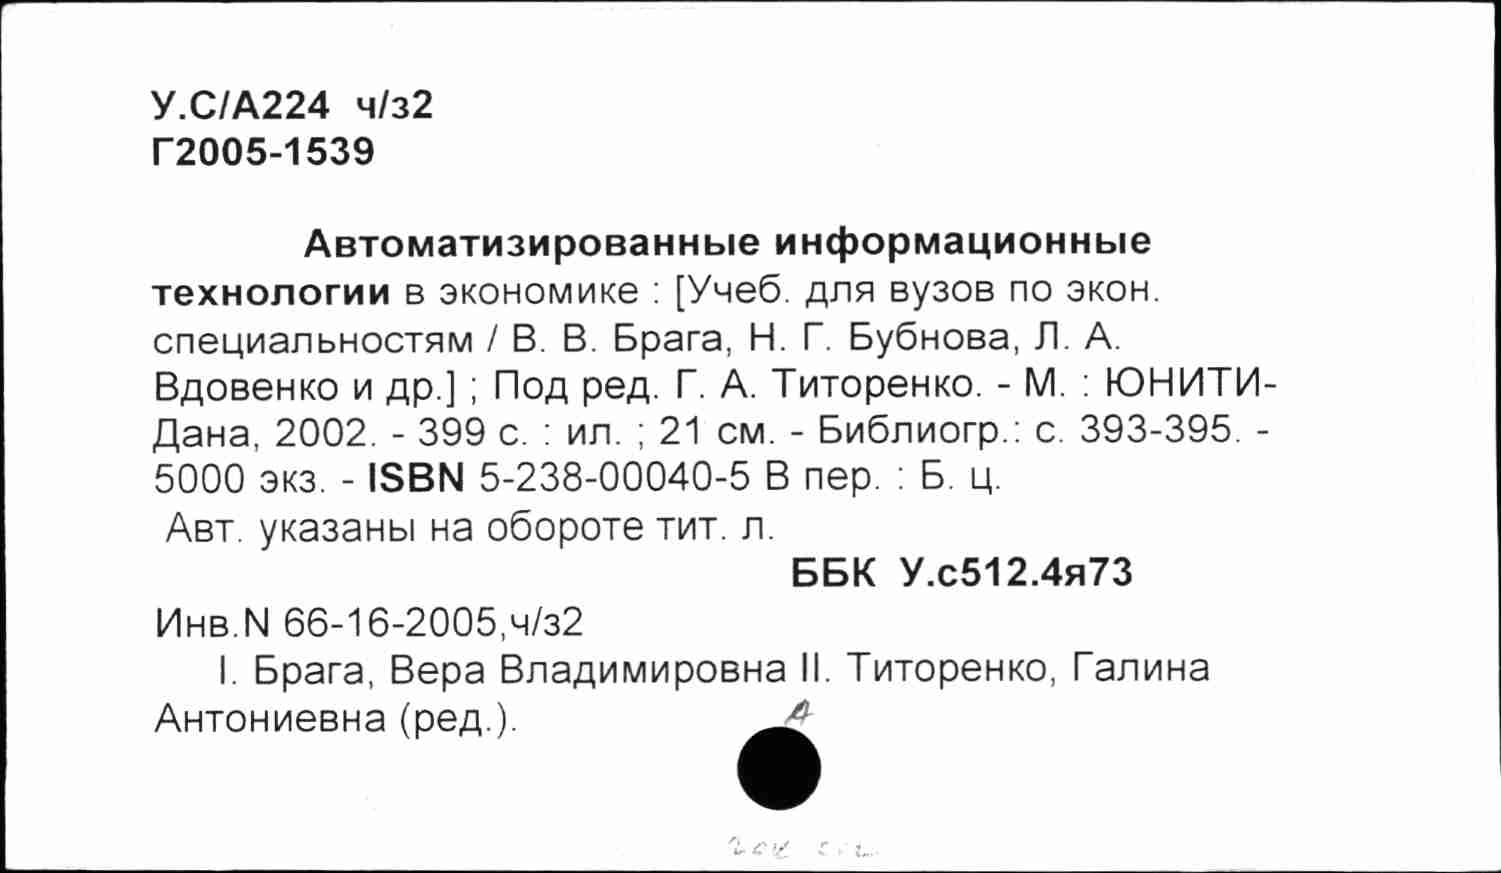 У.С/А224 ч/з2
Г2005-1539
Автоматизированные информационные
технологии в экономике : [Учеб. для вузов по экон.
специальностям / В. В. Брага, Н. Г. Бубнова, Л. А.
Вдовенко и др.] ; Под ред. Г. А. Титоренко. - М. : ЮНИТИ-
Дана, 2002. - 399 с. : ил. ; 21 см. - Библиогр.: с. 393-395. -
5000 экз. - ISBN 5-238-00040-5 В пер. : Б. ц.
Авт. указаны на обороте тит. л.
ББК У.с512.4я73
Инв.N 66-16-2005,ч/з2
I. Брага, Вера Владимировна II. Титоренко, Галина
Антониевна (ред.).
А